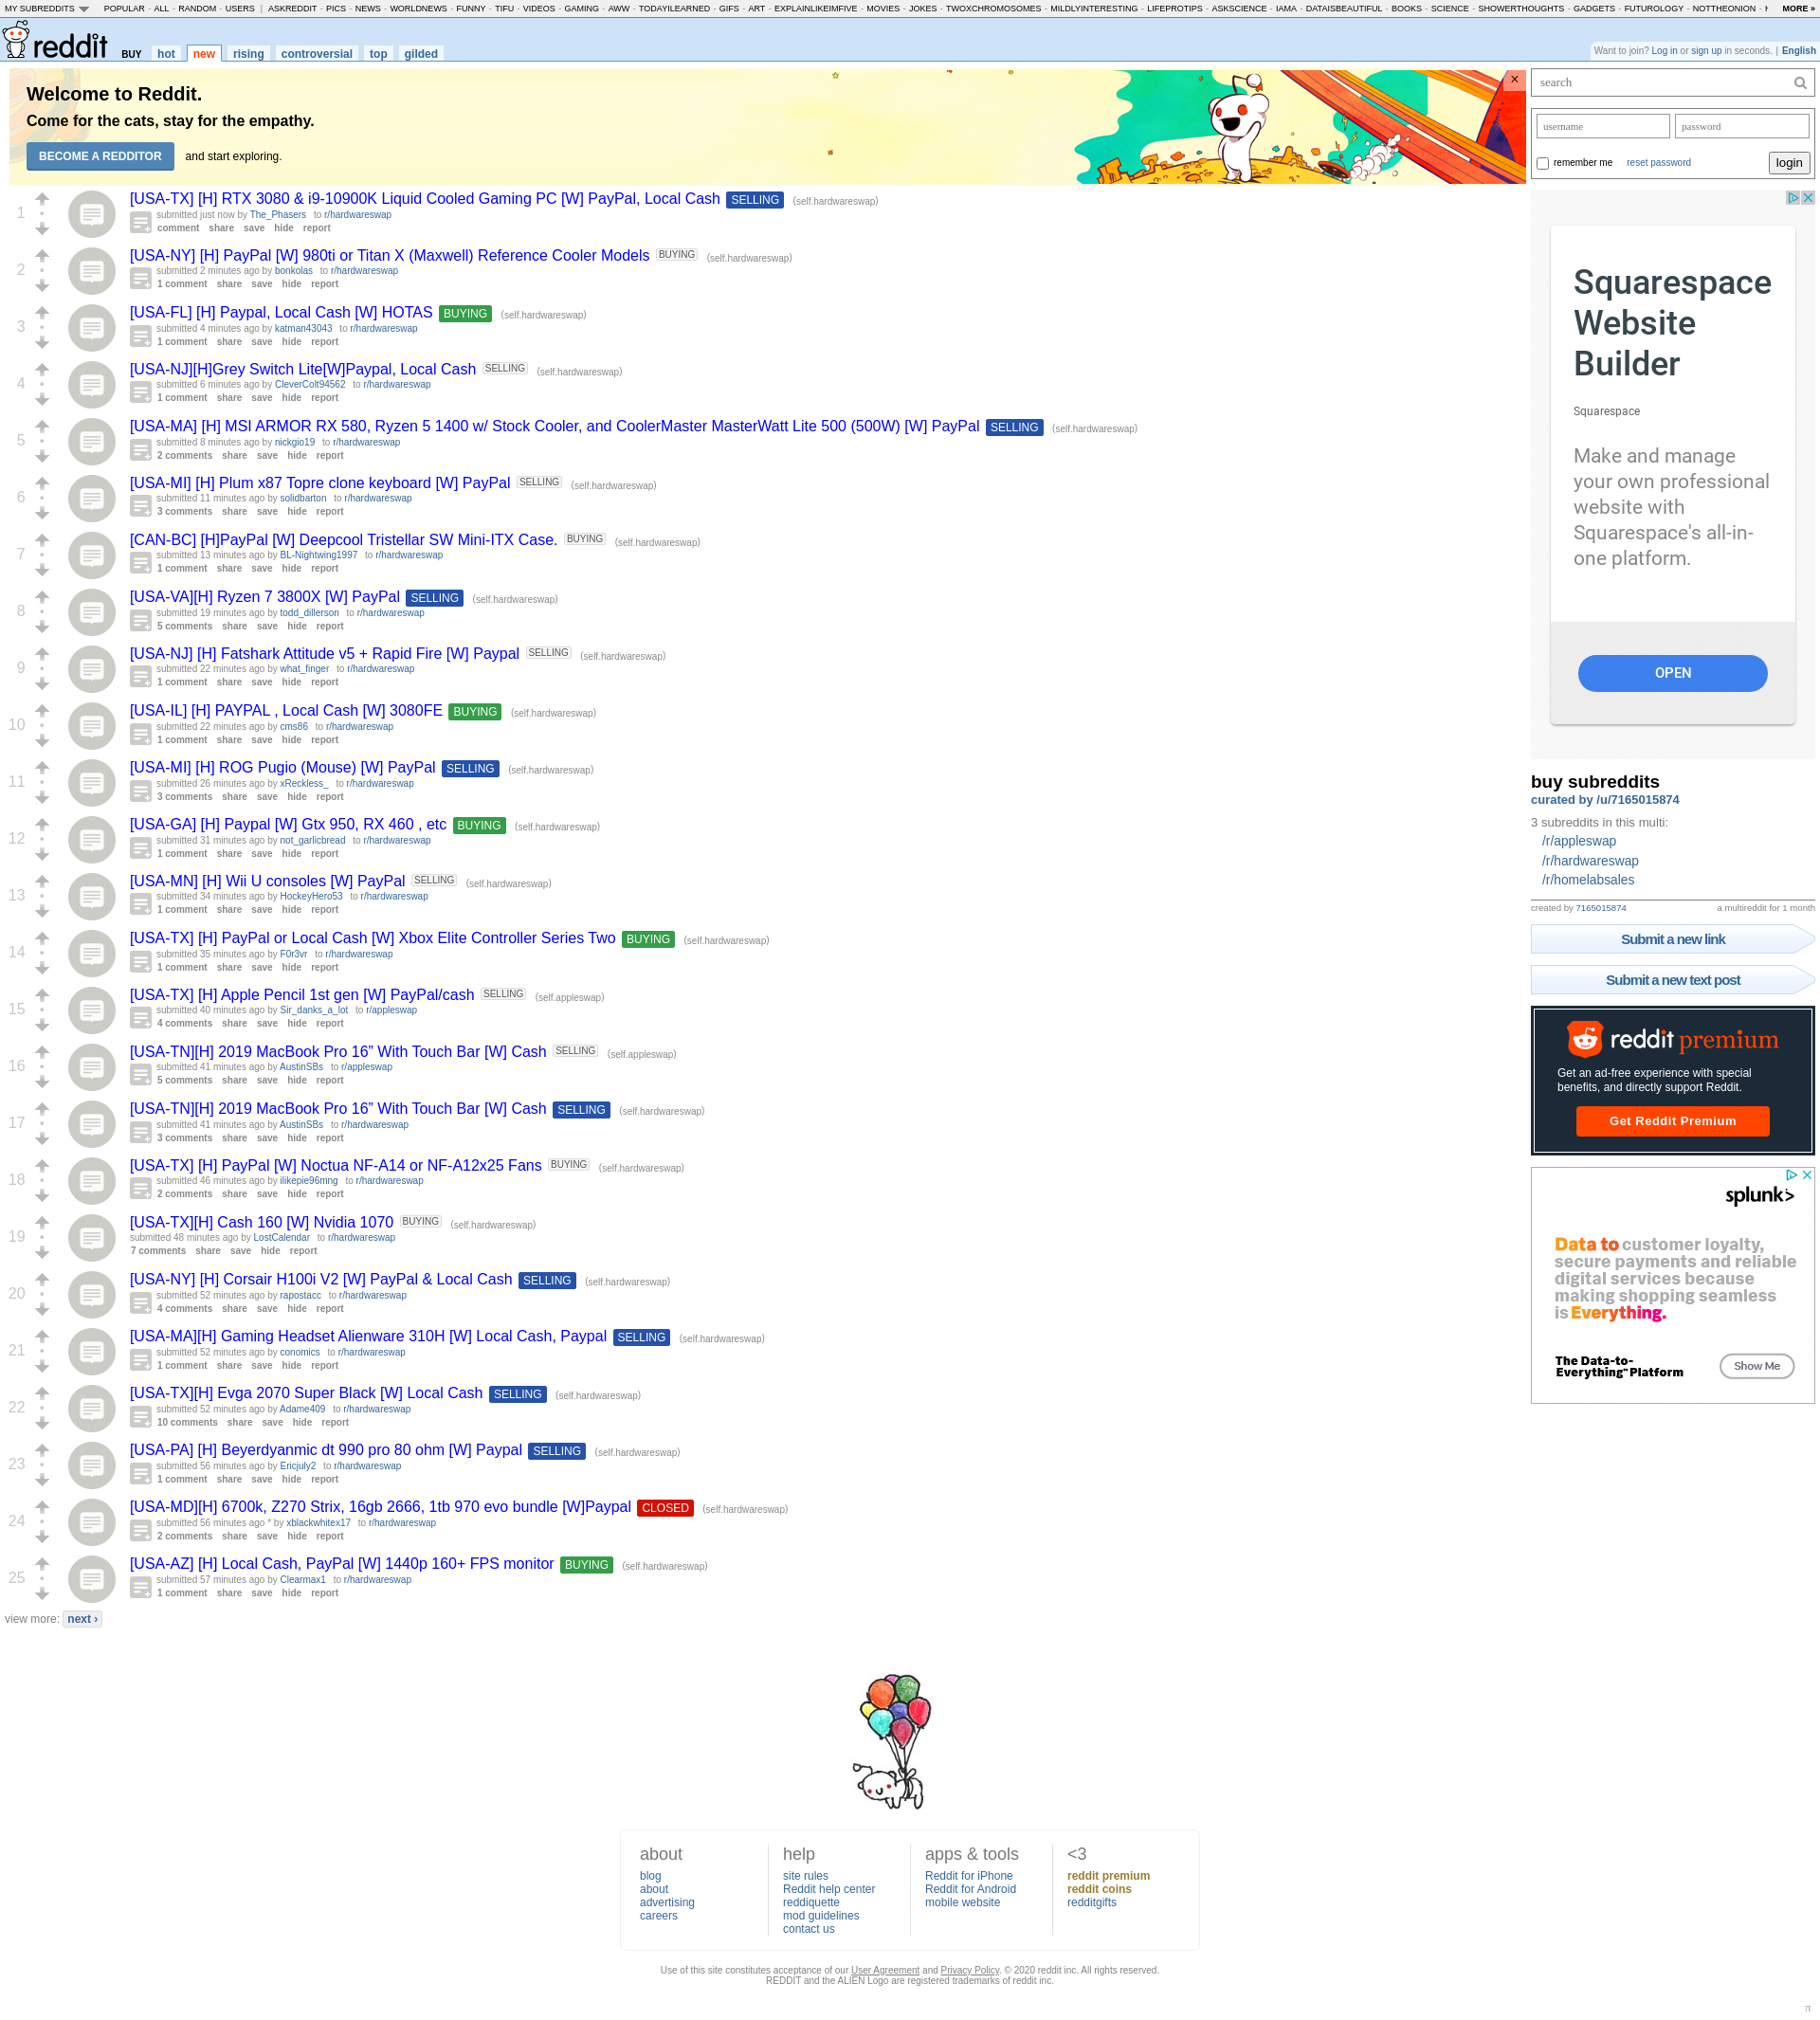 MY SUBREDDITS POPULAR - ALL - RANDOM - USERS | ASKREDDIT - PICS - NEWS - WORLDNEWS - FUNNY - TIFU - VIDEOS - GAMING - AWW - TODAYILEARNED - GIFS - ART - EXPLAINLIKEIMFIVE - MOVIES - JOKES - TWOXCHROMOSOMES - MILDLYINTERESTING - LIFEPROTIPS - ASKSCIENCE - IAMA - DATAISBEAUTIFUL - BOOKS - SCIENCE - SHOWERTHOUGHTS - GADGETS - FUTUROLOGY - NOTTHEONION - MORE »
reddit BUY hot new rising controversial top gilded
Want to join? Log in or sign up in seconds. | English
Welcome to Reddit.
Come for the cats, stay for the empathy.
BECOME A REDDITOR and start exploring.
×
1 [USA-TX] [H] RTX 3080 & i9-10900K Liquid Cooled Gaming PC [W] PayPal, Local Cash SELLING (self.hardwareswap)
submitted just now by The_Phasers to r/hardwareswap
comment share save hide report
2 [USA-NY] [H] PayPal [W] 980ti or Titan X (Maxwell) Reference Cooler Models BUYING (self.hardwareswap)
submitted 2 minutes ago by bonkolas to r/hardwareswap
1 comment share save hide report
3 [USA-FL] [H] Paypal, Local Cash [W] HOTAS BUYING (self.hardwareswap)
submitted 4 minutes ago by katman43043 to r/hardwareswap
1 comment share save hide report
4 [USA-NJ][H]Grey Switch Lite[W]Paypal, Local Cash SELLING (self.hardwareswap)
submitted 6 minutes ago by CleverColt94562 to r/hardwareswap
1 comment share save hide report
5 [USA-MA] [H] MSI ARMOR RX 580, Ryzen 5 1400 w/ Stock Cooler, and CoolerMaster MasterWatt Lite 500 (500W) [W] PayPal SELLING (self.hardwareswap)
submitted 8 minutes ago by nickgio19 to r/hardwareswap
2 comments share save hide report
6 [USA-MI] [H] Plum x87 Topre clone keyboard [W] PayPal SELLING (self.hardwareswap)
submitted 11 minutes ago by solidbarton to r/hardwareswap
3 comments share save hide report
7 [CAN-BC] [H]PayPal [W] Deepcool Tristellar SW Mini-ITX Case. BUYING (self.hardwareswap)
submitted 13 minutes ago by BL-Nightwing1997 to r/hardwareswap
1 comment share save hide report
8 [USA-VA][H] Ryzen 7 3800X [W] PayPal SELLING (self.hardwareswap)
submitted 19 minutes ago by todd_dillerson to r/hardwareswap
5 comments share save hide report
9 [USA-NJ] [H] Fatshark Attitude v5 + Rapid Fire [W] Paypal SELLING (self.hardwareswap)
submitted 22 minutes ago by what_finger to r/hardwareswap
1 comment share save hide report
10 [USA-IL] [H] PAYPAL , Local Cash [W] 3080FE BUYING (self.hardwareswap)
submitted 22 minutes ago by cms86 to r/hardwareswap
1 comment share save hide report
11 [USA-MI] [H] ROG Pugio (Mouse) [W] PayPal SELLING (self.hardwareswap)
submitted 26 minutes ago by xReckless_ to r/hardwareswap
3 comments share save hide report
12 [USA-GA] [H] Paypal [W] Gtx 950, RX 460 , etc BUYING (self.hardwareswap)
submitted 31 minutes ago by not_garlicbread to r/hardwareswap
1 comment share save hide report
13 [USA-MN] [H] Wii U consoles [W] PayPal SELLING (self.hardwareswap)
submitted 34 minutes ago by HockeyHero53 to r/hardwareswap
1 comment share save hide report
14 [USA-TX] [H] PayPal or Local Cash [W] Xbox Elite Controller Series Two BUYING (self.hardwareswap)
submitted 35 minutes ago by F0r3vr to r/hardwareswap
1 comment share save hide report
15 [USA-TX] [H] Apple Pencil 1st gen [W] PayPal/cash SELLING (self.appleswap)
submitted 40 minutes ago by Sir_danks_a_lot to r/appleswap
4 comments share save hide report
16 [USA-TN][H] 2019 MacBook Pro 16” With Touch Bar [W] Cash SELLING (self.appleswap)
submitted 41 minutes ago by AustinSBs to r/appleswap
5 comments share save hide report
17 [USA-TN][H] 2019 MacBook Pro 16” With Touch Bar [W] Cash SELLING (self.hardwareswap)
submitted 41 minutes ago by AustinSBs to r/hardwareswap
3 comments share save hide report
18 [USA-TX] [H] PayPal [W] Noctua NF-A14 or NF-A12x25 Fans BUYING (self.hardwareswap)
submitted 46 minutes ago by ilikepie96mng to r/hardwareswap
2 comments share save hide report
19 [USA-TX][H] Cash 160 [W] Nvidia 1070 BUYING (self.hardwareswap)
submitted 48 minutes ago by LostCalendar to r/hardwareswap
7 comments share save hide report
20 [USA-NY] [H] Corsair H100i V2 [W] PayPal & Local Cash SELLING (self.hardwareswap)
submitted 52 minutes ago by rapostacc to r/hardwareswap
4 comments share save hide report
21 [USA-MA][H] Gaming Headset Alienware 310H [W] Local Cash, Paypal SELLING (self.hardwareswap)
submitted 52 minutes ago by conomics to r/hardwareswap
1 comment share save hide report
22 [USA-TX][H] Evga 2070 Super Black [W] Local Cash SELLING (self.hardwareswap)
submitted 52 minutes ago by Adame409 to r/hardwareswap
10 comments share save hide report
23 [USA-PA] [H] Beyerdyanmic dt 990 pro 80 ohm [W] Paypal SELLING (self.hardwareswap)
submitted 56 minutes ago by Ericjuly2 to r/hardwareswap
1 comment share save hide report
24 [USA-MD][H] 6700k, Z270 Strix, 16gb 2666, 1tb 970 evo bundle [W]Paypal CLOSED (self.hardwareswap)
submitted 56 minutes ago * by xblackwhitex17 to r/hardwareswap
2 comments share save hide report
25 [USA-AZ] [H] Local Cash, PayPal [W] 1440p 160+ FPS monitor BUYING (self.hardwareswap)
submitted 57 minutes ago by Clearmax1 to r/hardwareswap
1 comment share save hide report
view more: next ›
search
username password
remember me reset password login
Squarespace
Website
Builder
Squarespace
Make and manage
your own professional
website with
Squarespace's all-in-
one platform.
OPEN
buy subreddits
curated by /u/7165015874
3 subreddits in this multi:
/r/appleswap
/r/hardwareswap
/r/homelabsales
created by 7165015874 a multireddit for 1 month
Submit a new link
Submit a new text post
reddit premium
Get an ad-free experience with special
benefits, and directly support Reddit.
Get Reddit Premium
splunk>
Data to customer loyalty,
secure payments and reliable
digital services because
making shopping seamless
is Everything.
The Data-to-
Everything™ Platform
Show Me
about
blog
about
advertising
careers
help
site rules
Reddit help center
reddiquette
mod guidelines
contact us
apps & tools
Reddit for iPhone
Reddit for Android
mobile website
<3
reddit premium
reddit coins
redditgifts
Use of this site constitutes acceptance of our User Agreement and Privacy Policy. © 2020 reddit inc. All rights reserved.
REDDIT and the ALIEN Logo are registered trademarks of reddit inc.
π